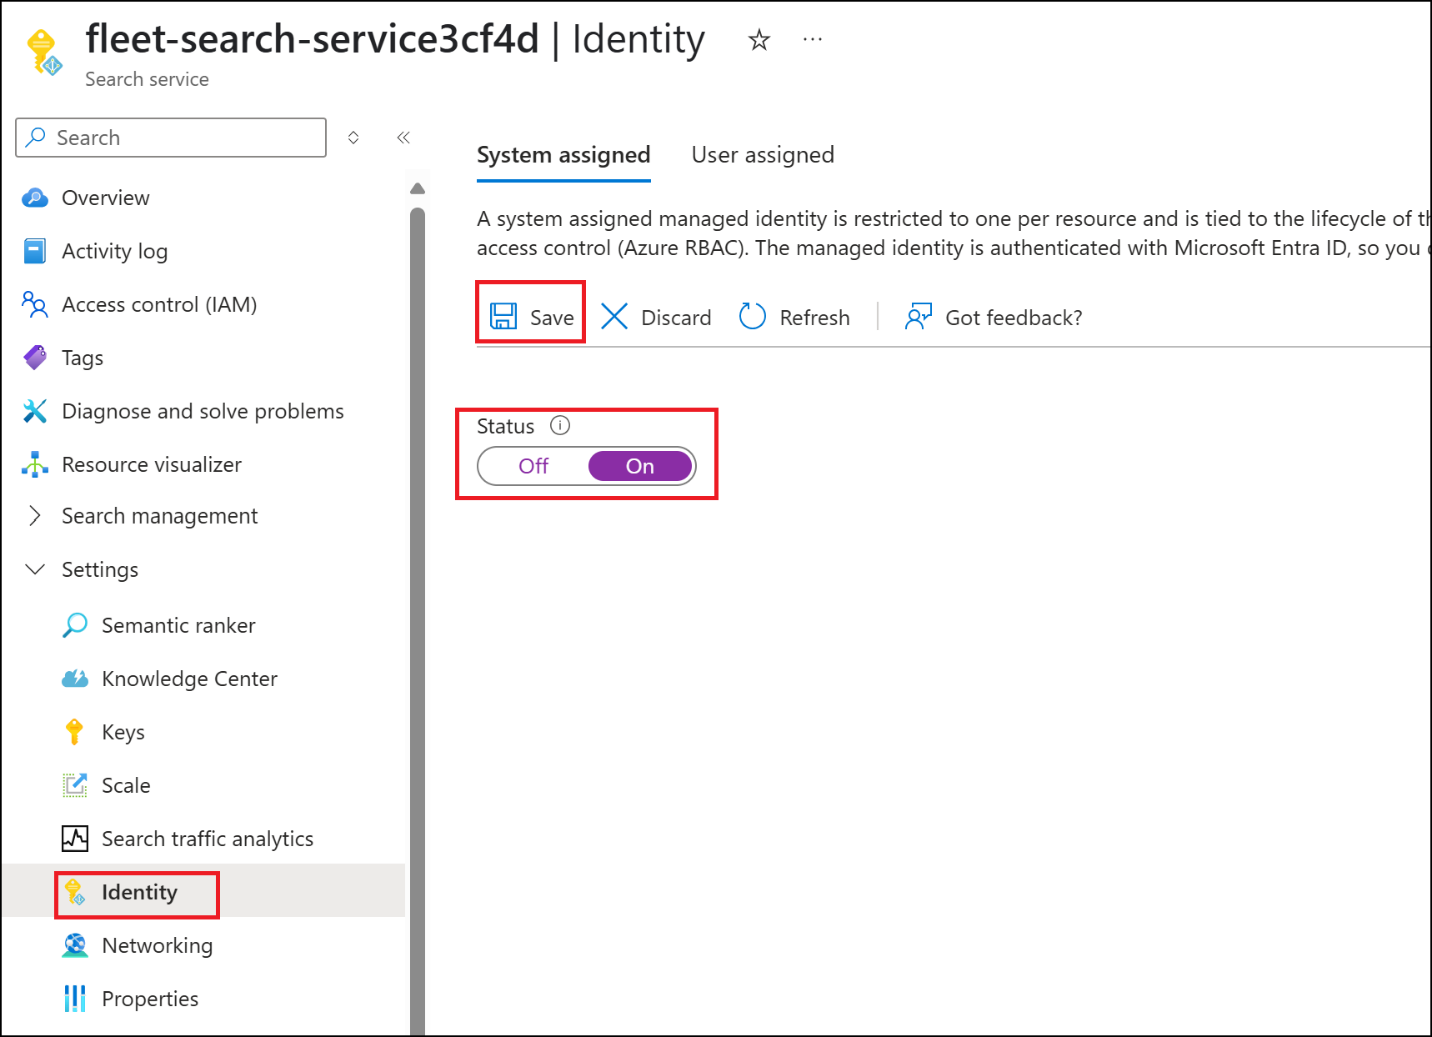 fleet-search-service3cf4d | Identity
Search service
Search
Overview
Activity log
Access control (IAM)
Tags
Diagnose and solve problems
Resource visualizer
Search management
Settings
Semantic ranker
Knowledge Center
Keys
Scale
Search traffic analytics
Identity
Networking
Properties
System assigned User assigned
A system assigned managed identity is restricted to one per resource and is tied to the lifecycle of
access control (Azure RBAC). The managed identity is authenticated with Microsoft Entra ID, so you
Save Discard Refresh Got feedback?
Status
Off On